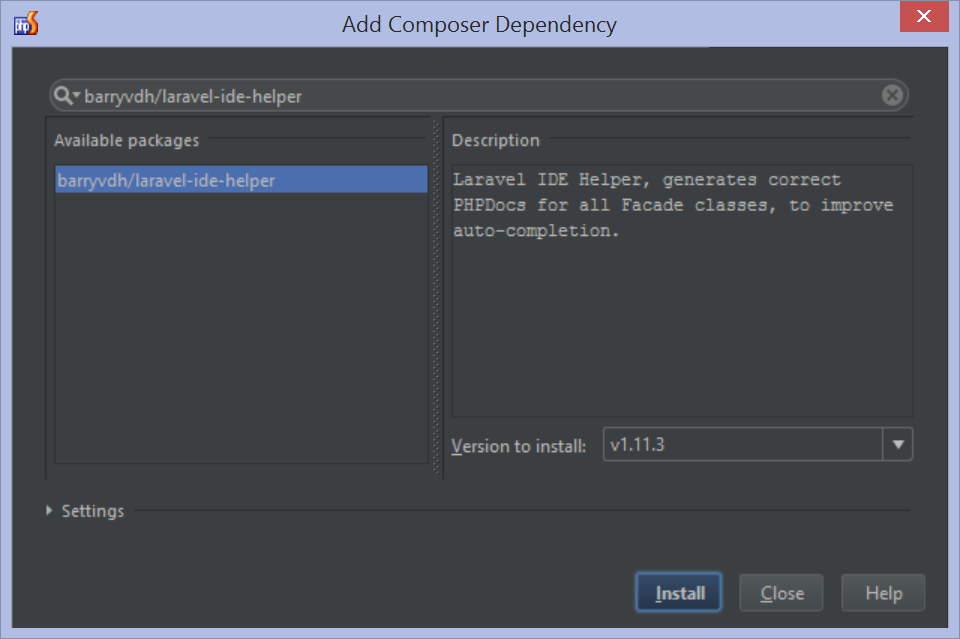 Add Composer Dependency
barryvdh/laravel-ide-helper
Available packages
barryvdh/laravel-ide-helper
Description
Laravel IDE Helper, generates correct
PHPDocs for all Facade classes, to improve
auto-completion.
Version to install:
v1.11.3
Settings
Install
Close
Help